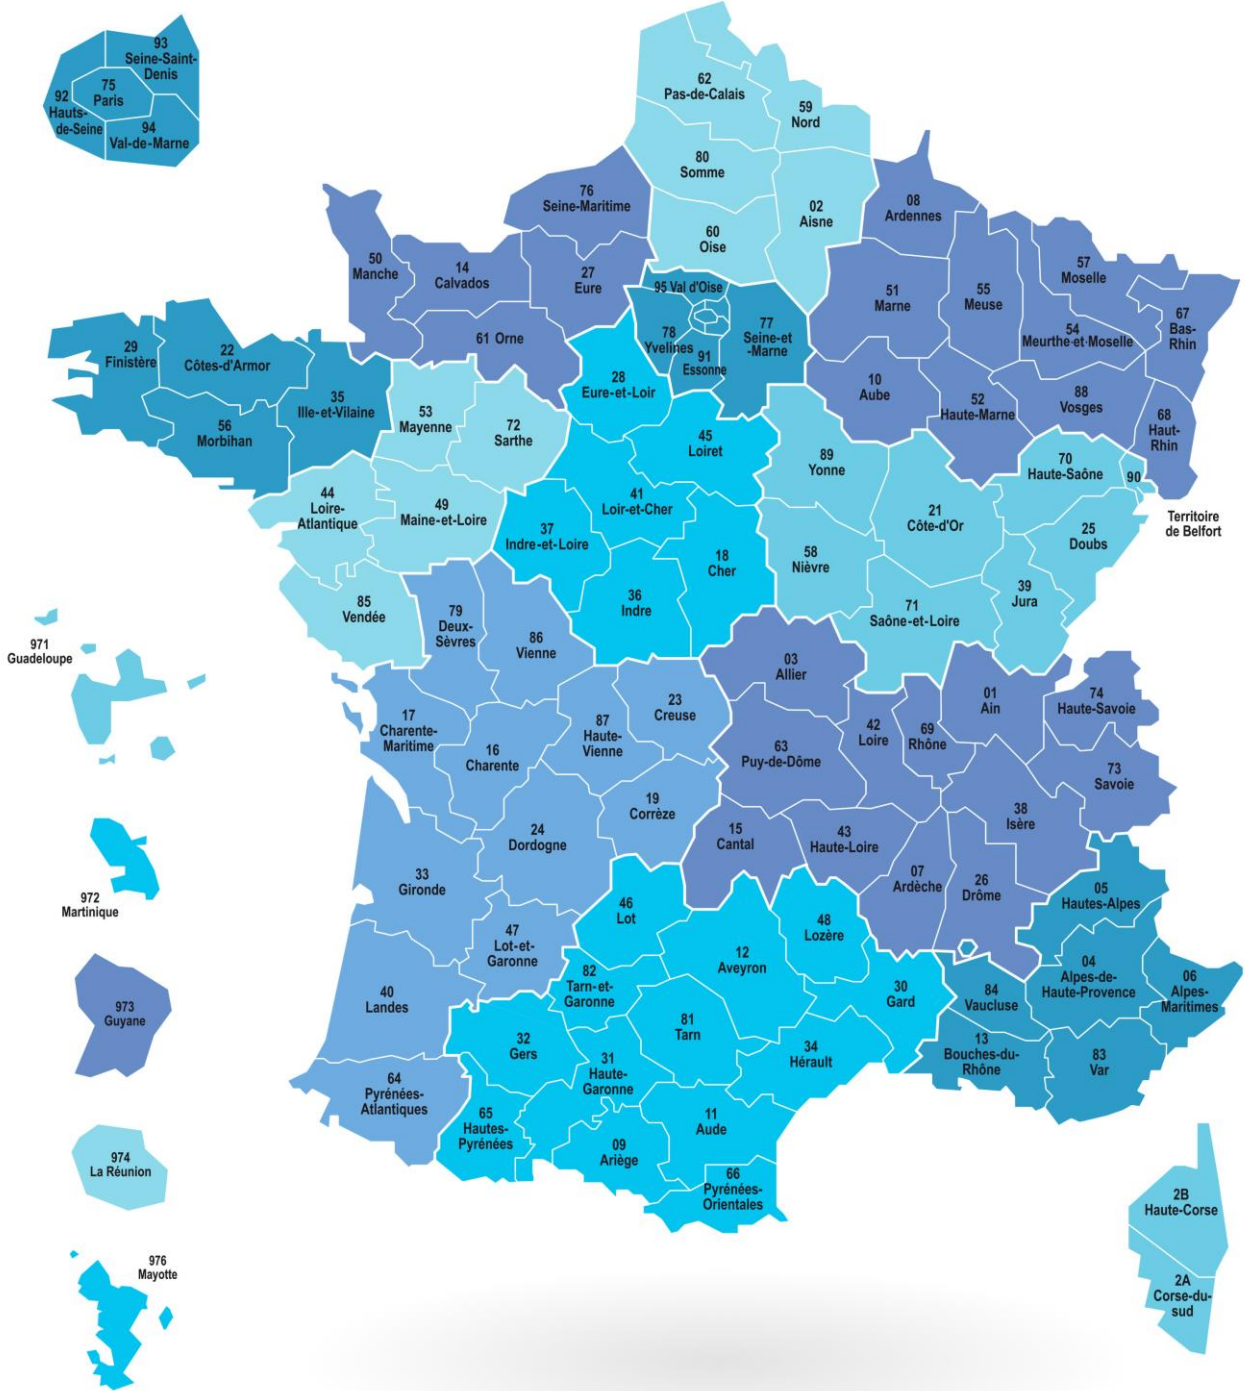 93
Seine-Saint-
Denis
75
Paris
92
Hauts-
de-Seine
94
Val-de-Marne
62
Pas-de-Calais
59
Nord
80
Somme
02
Aisne
60
Oise
76
Seine-Maritime
27
Eure
50
Manche
14
Calvados
61 Orne
08
Ardennes
51
Marne
55
Meuse
57
Moselle
54
Meurthe-et-Moselle
67
Bas-
Rhin
10
Aube
52
Haute-Marne
88
Vosges
68
Haut-
Rhin
95 Val d'Oise
78
Yvelines
91
Essonne
77
Seine-et
-Marne
29
Finistère
22
Côtes-d'Armor
35
Ille-et-Vilaine
56
Morbihan
53
Mayenne
72
Sarthe
44
Loire-
Atlantique
49
Maine-et-Loire
85
Vendée
28
Eure-et-Loir
45
Loiret
41
Loir-et-Cher
37
Indre-et-Loire
18
Cher
36
Indre
89
Yonne
21
Côte-d'Or
70
Haute-Saône
90
Territoire
de Belfort
25
Doubs
58
Nièvre
71
Saône-et-Loire
39
Jura
79
Deux-
Sèvres
86
Vienne
17
Charente-
Maritime
16
Charente
87
Haute-
Vienne
23
Creuse
19
Corrèze
24
Dordogne
33
Gironde
47
Lot-et-
Garonne
40
Landes
64
Pyrénées-
Atlantiques
03
Allier
63
Puy-de-Dôme
42
Loire
69
Rhône
01
Ain
74
Haute-Savoie
73
Savoie
38
Isère
15
Cantal
43
Haute-Loire
07
Ardèche
26
Drôme
46
Lot
12
Aveyron
48
Lozère
82
Tarn-et-
Garonne
81
Tarn
30
Gard
32
Gers
31
Haute-
Garonne
34
Hérault
65
Hautes-
Pyrénées
09
Ariège
11
Aude
66
Pyrénées-
Orientales
05
Hautes-Alpes
04
Alpes-de-
Haute-Provence
06
Alpes-
Maritimes
84
Vaucluse
13
Bouches-du-
Rhône
83
Var
2B
Haute-Corse
2A
Corse-du-
sud
971
Guadeloupe
972
Martinique
973
Guyane
974
La Réunion
976
Mayotte